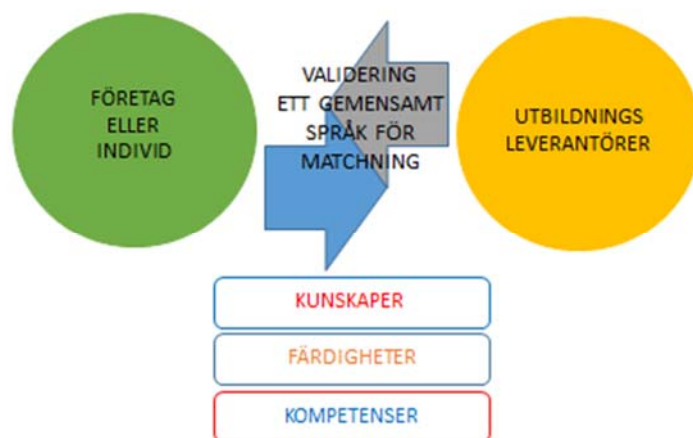 FÖRETAG
ELLER
INDIVID
VALIDERING
ETT GEMENSAMT
SPRÅK FÖR
MATCHNING
UTBILDNINGS
LEVERANTÖRER
KUNSKAPER
FÄRDIGHETER
KOMPETENSER